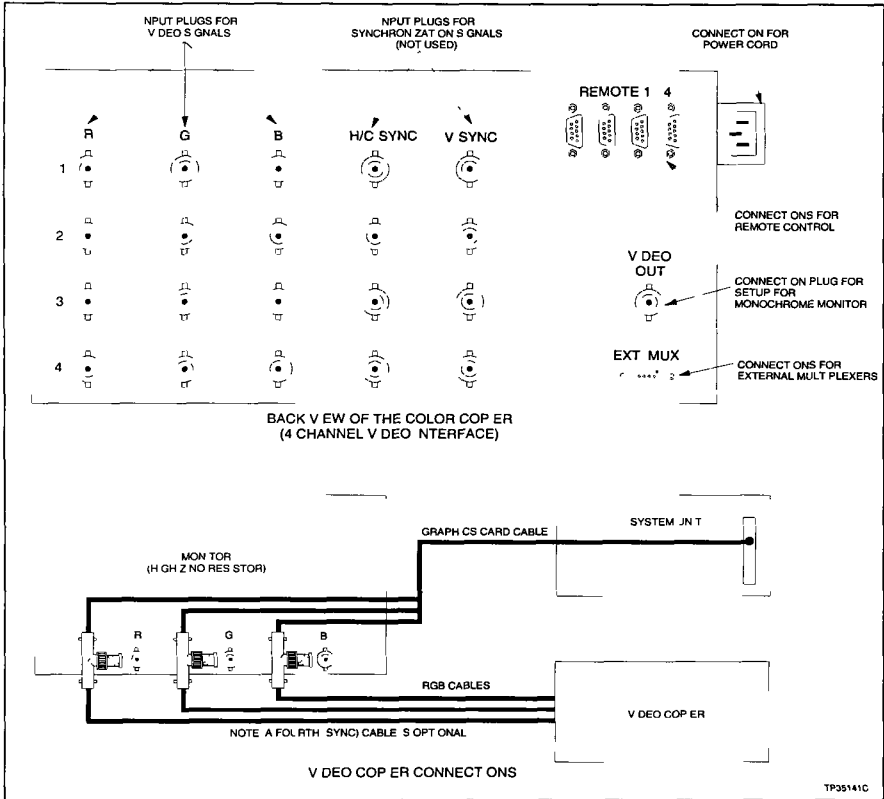 NPUT PLUGS FOR
V DEO S GNALS
NPUT PLUGS FOR
SYNCHRON ZAT ON S GNALS
(NOT USED)
CONNECT ON FOR
POWER CORD
REMOTE 1 4
R G B H/C SYNC V SYNC
1
2
3
4
CONNECT ONS FOR
REMOTE CONTROL
V DEO
OUT
CONNECT ON PLUG FOR
SETUP FOR
MONOCHROME MONITOR
EXT MUX
CONNECT ONS FOR
EXTERNAL MULT PLEXERS
BACK V EW OF THE COLOR COP ER
(4 CHANNEL V DEO NTERFACE)
GRAPH CS CARD CABLE
SYSTEM JN T
MON TOR
(H GH Z NO RES STOR)
R G B
RGB CABLES
V DEO COP ER
NOTE A FOL RTH SYNC) CABLE S OPT ONAL
V DEO COP ER CONNECT ONS
TP35141C